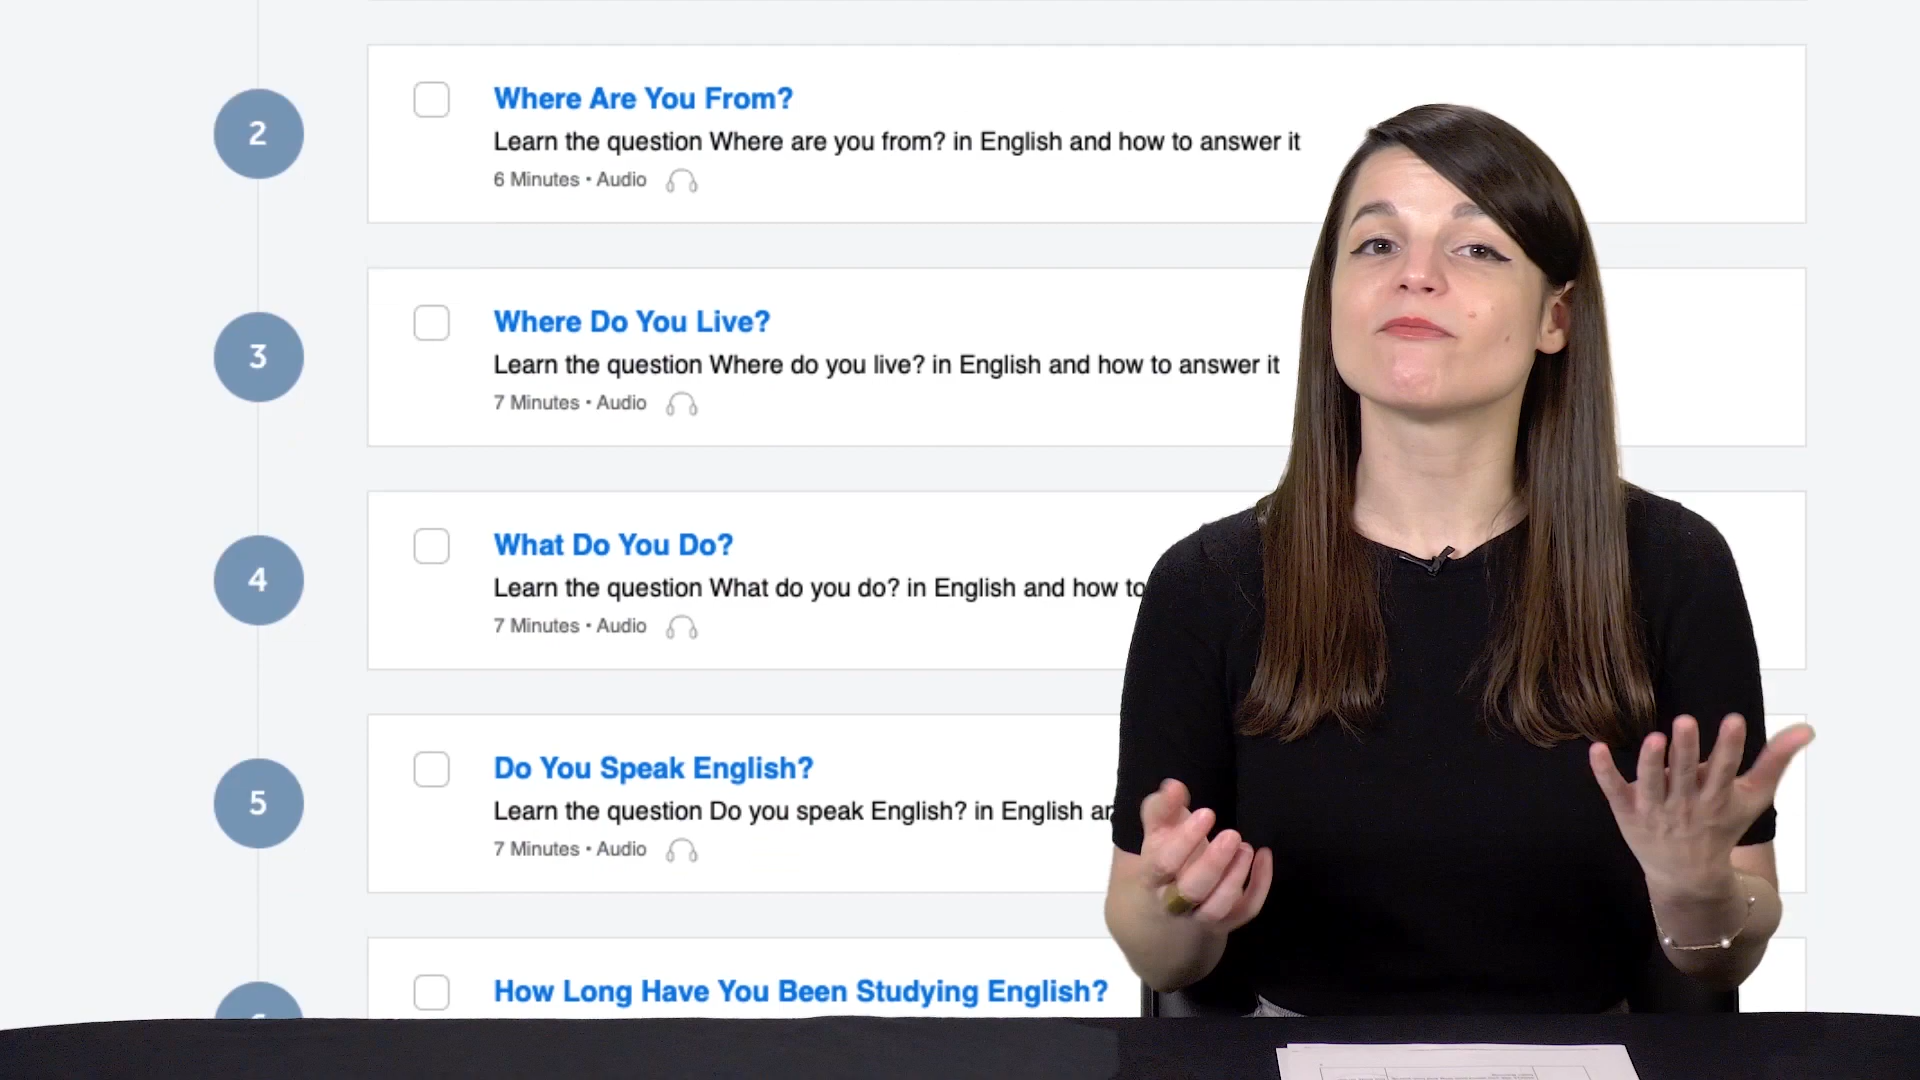 2
Where Are You From?
Learn the question Where are you from? in English and how to answer it
6 Minutes • Audio
3
Where Do You Live?
Learn the question Where do you live? in English and how to answer it
7 Minutes • Audio
4
What Do You Do?
Learn the question What do you do? in English and how to
7 Minutes • Audio
5
Do You Speak English?
Learn the question Do you speak English? in English
7 Minutes • Audio
How Long Have You Been Studying English?